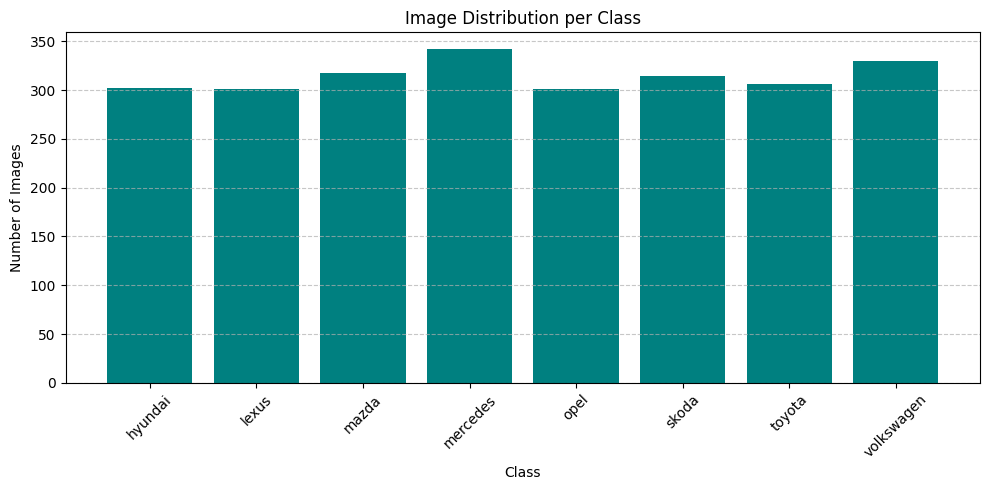 Image Distribution per Class
Number of Images
350
300
250
200
150
100
50
0
hyundai
lexus
mazda
mercedes
opel
skoda
toyota
volkswagen
Class